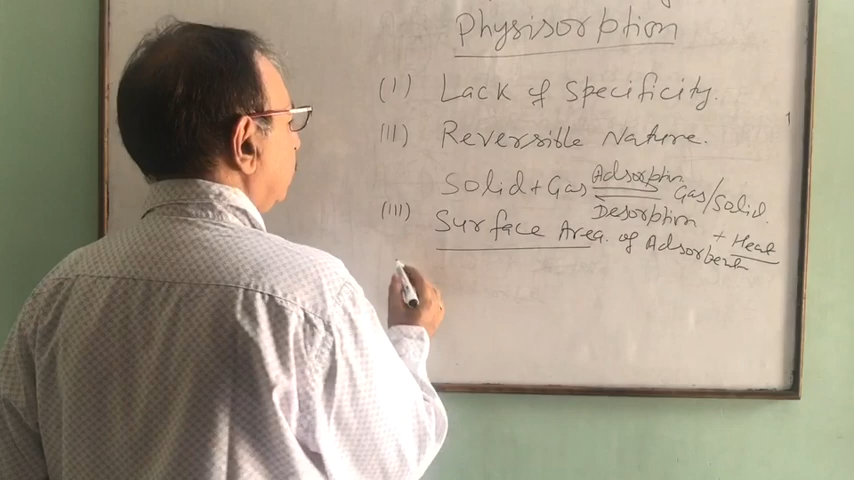 Physisorption
(I) Lack of Specificity.
(II) Reversible Nature.
Solid + Gas Adsorption ⇌ Desorption Gas/Solid. + Heat
(III) Surface Area. of Adsorbent